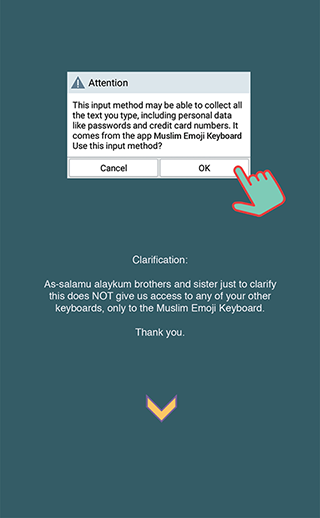 Attention
This input method may be able to collect all
the text you type, including personal data
like passwords and credit card numbers. It
comes from the app Muslim Emoji Keyboard
Use this input method?
Cancel OK
Clarification:
As-salamu alaykum brothers and sister just to clarify
this does NOT give us access to any of your other
keyboards, only to the Muslim Emoji Keyboard.
Thank you.